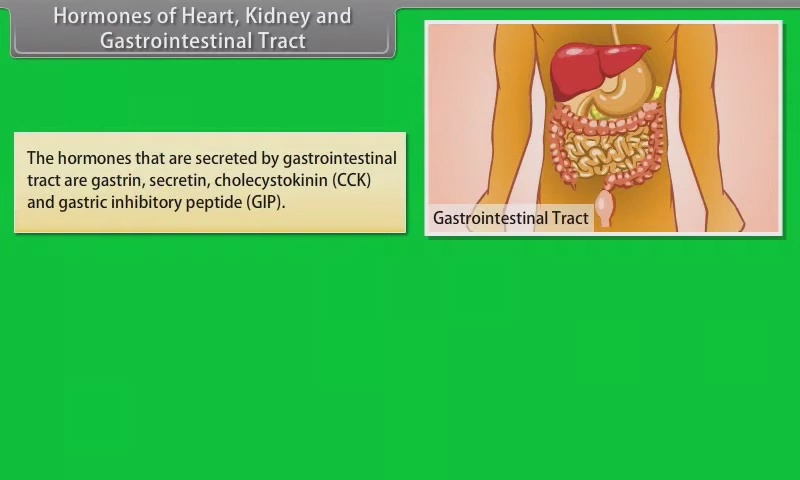 Hormones of Heart, Kidney and
Gastrointestinal Tract
The hormones that are secreted by gastrointestinal
tract are gastrin, secretin, cholecystokinin (CCK)
and gastric inhibitory peptide (GIP).
Gastrointestinal Tract